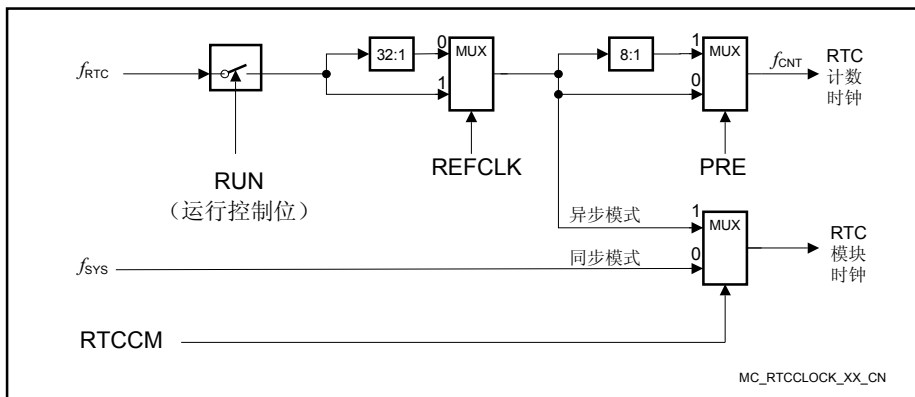 0
32:1
MUX
1
fRTC
REFCLK
RUN
（运行控制位）
1
8:1
MUX
0
fCNT
RTC
计数
时钟
PRE
异步模式
1
MUX
RTC
模块
时钟
fSYS
同步模式
0
RTCCM
MC_RTCCLOCK_XX_CN